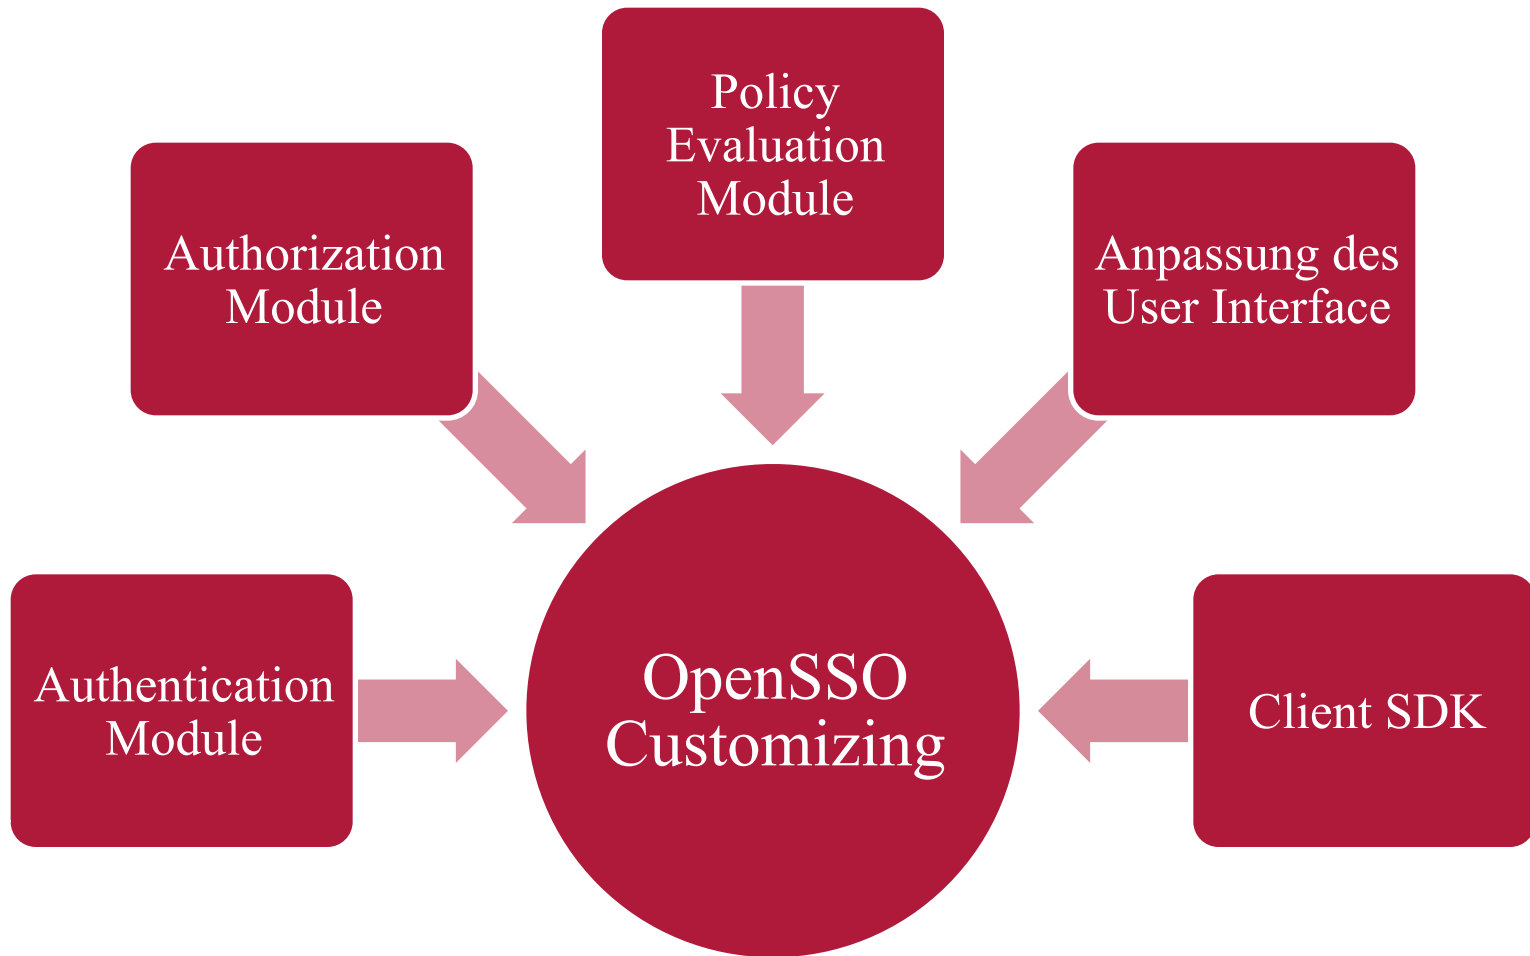 Policy
Evaluation
Module
Authorization
Module
Anpassung des
User Interface
Authentication
Module
OpenSSO
Customizing
Client SDK